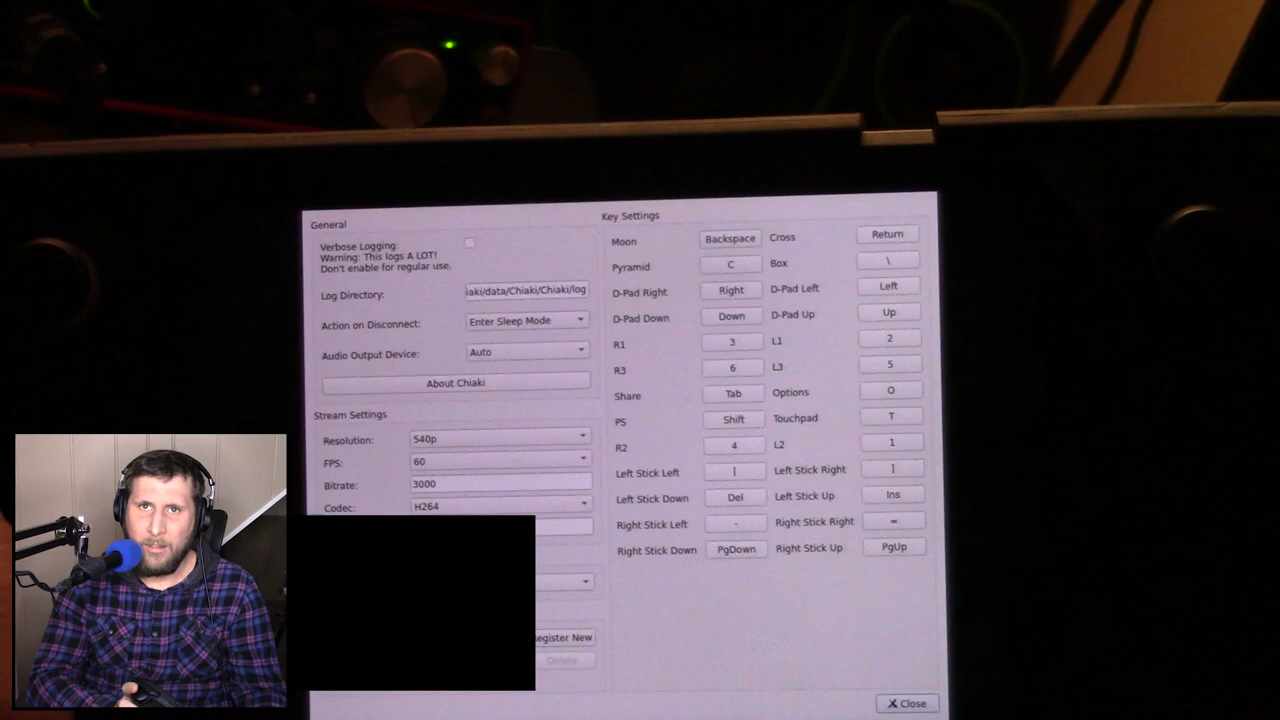 General
Verbose Logging:
Warning: This logs A LOT!
Don't enable for regular use.
Log Directory: iaki/data/Chiaki/Chiaki/log
Action on Disconnect: Enter Sleep Mode
Audio Output Device: Auto
About Chiaki
Stream Settings
Resolution: 540p
FPS: 60
Bitrate: 3000
Codec: H264
egister New
Delete
Key Settings
Moon Backspace Cross Return
Pyramid C Box \
D-Pad Right Right D-Pad Left Left
D-Pad Down Down D-Pad Up Up
R1 3 L1 2
R3 6 L3 5
Share Tab Options O
PS Shift Touchpad T
R2 4 L2 1
Left Stick Left [ Left Stick Right ]
Left Stick Down Del Left Stick Up Ins
Right Stick Left - Right Stick Right =
Right Stick Down PgDown Right Stick Up PgUp
Close